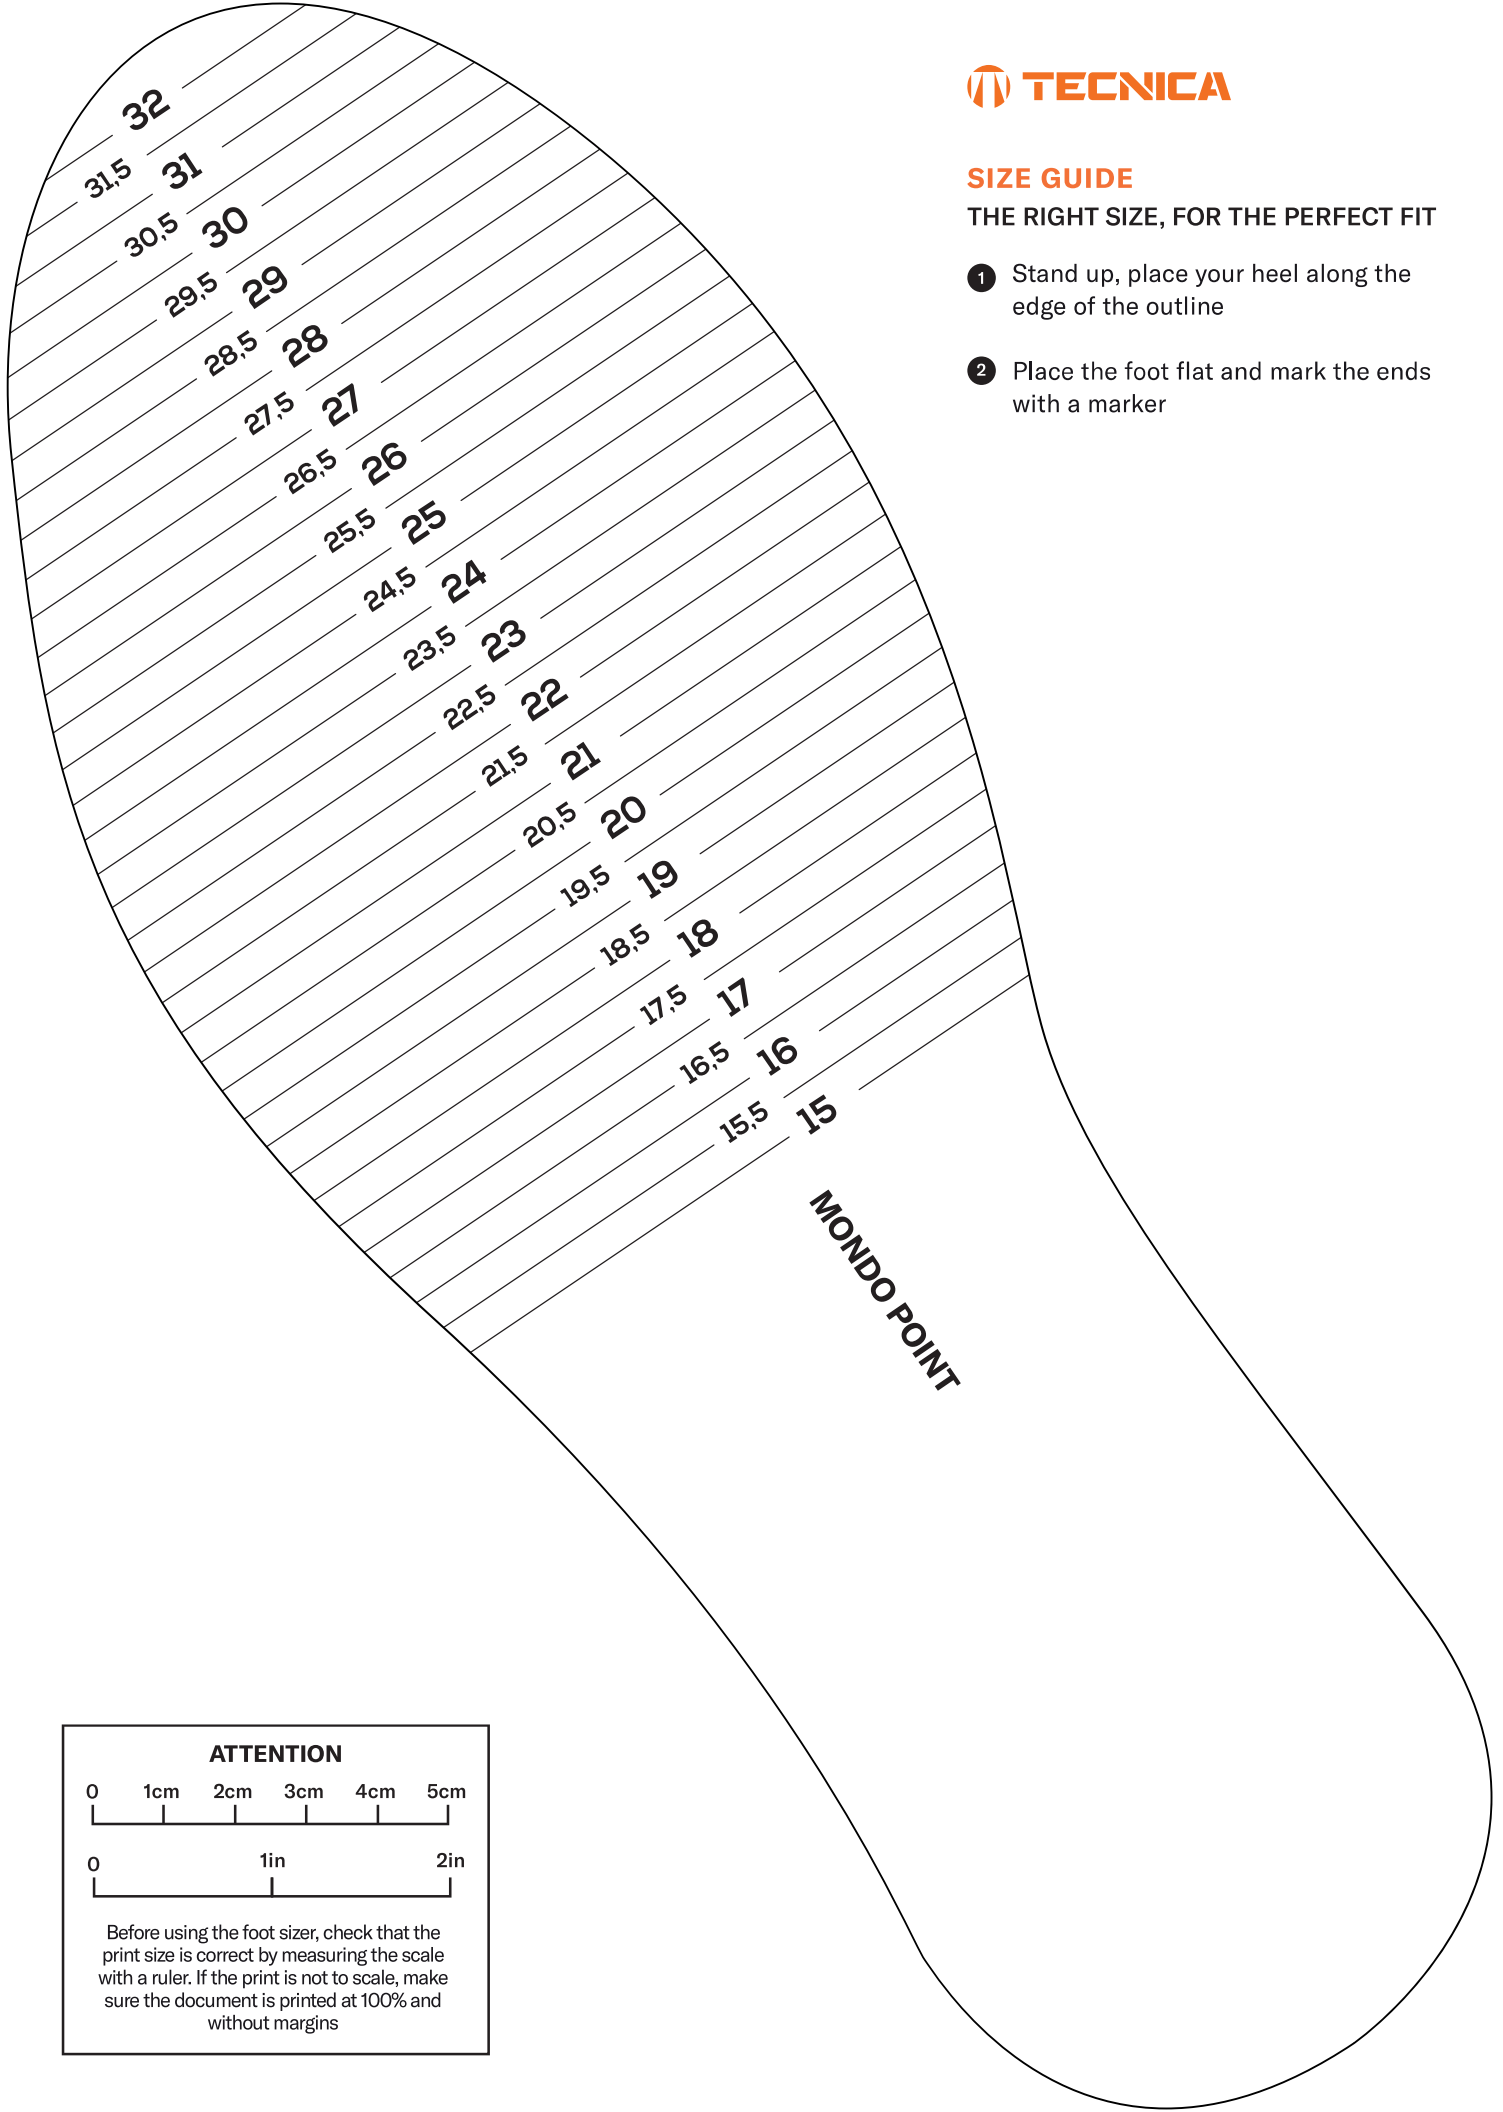 TECNICA
SIZE GUIDE
THE RIGHT SIZE, FOR THE PERFECT FIT
1 Stand up, place your heel along the
edge of the outline
2 Place the foot flat and mark the ends
with a marker
32
31,5
31
30,5
30
29,5
29
28,5
28
27,5
27
26,5
26
25,5
25
24,5
24
23,5
23
22,5
22
21,5
21
20,5
20
19,5
19
18,5
18
17,5
17
16,5
16
15,5
15
MONDO POINT
ATTENTION
0 1cm 2cm 3cm 4cm 5cm
0 1in 2in
Before using the foot sizer, check that the
print size is correct by measuring the scale
with a ruler. If the print is not to scale, make
sure the document is printed at 100% and
without margins